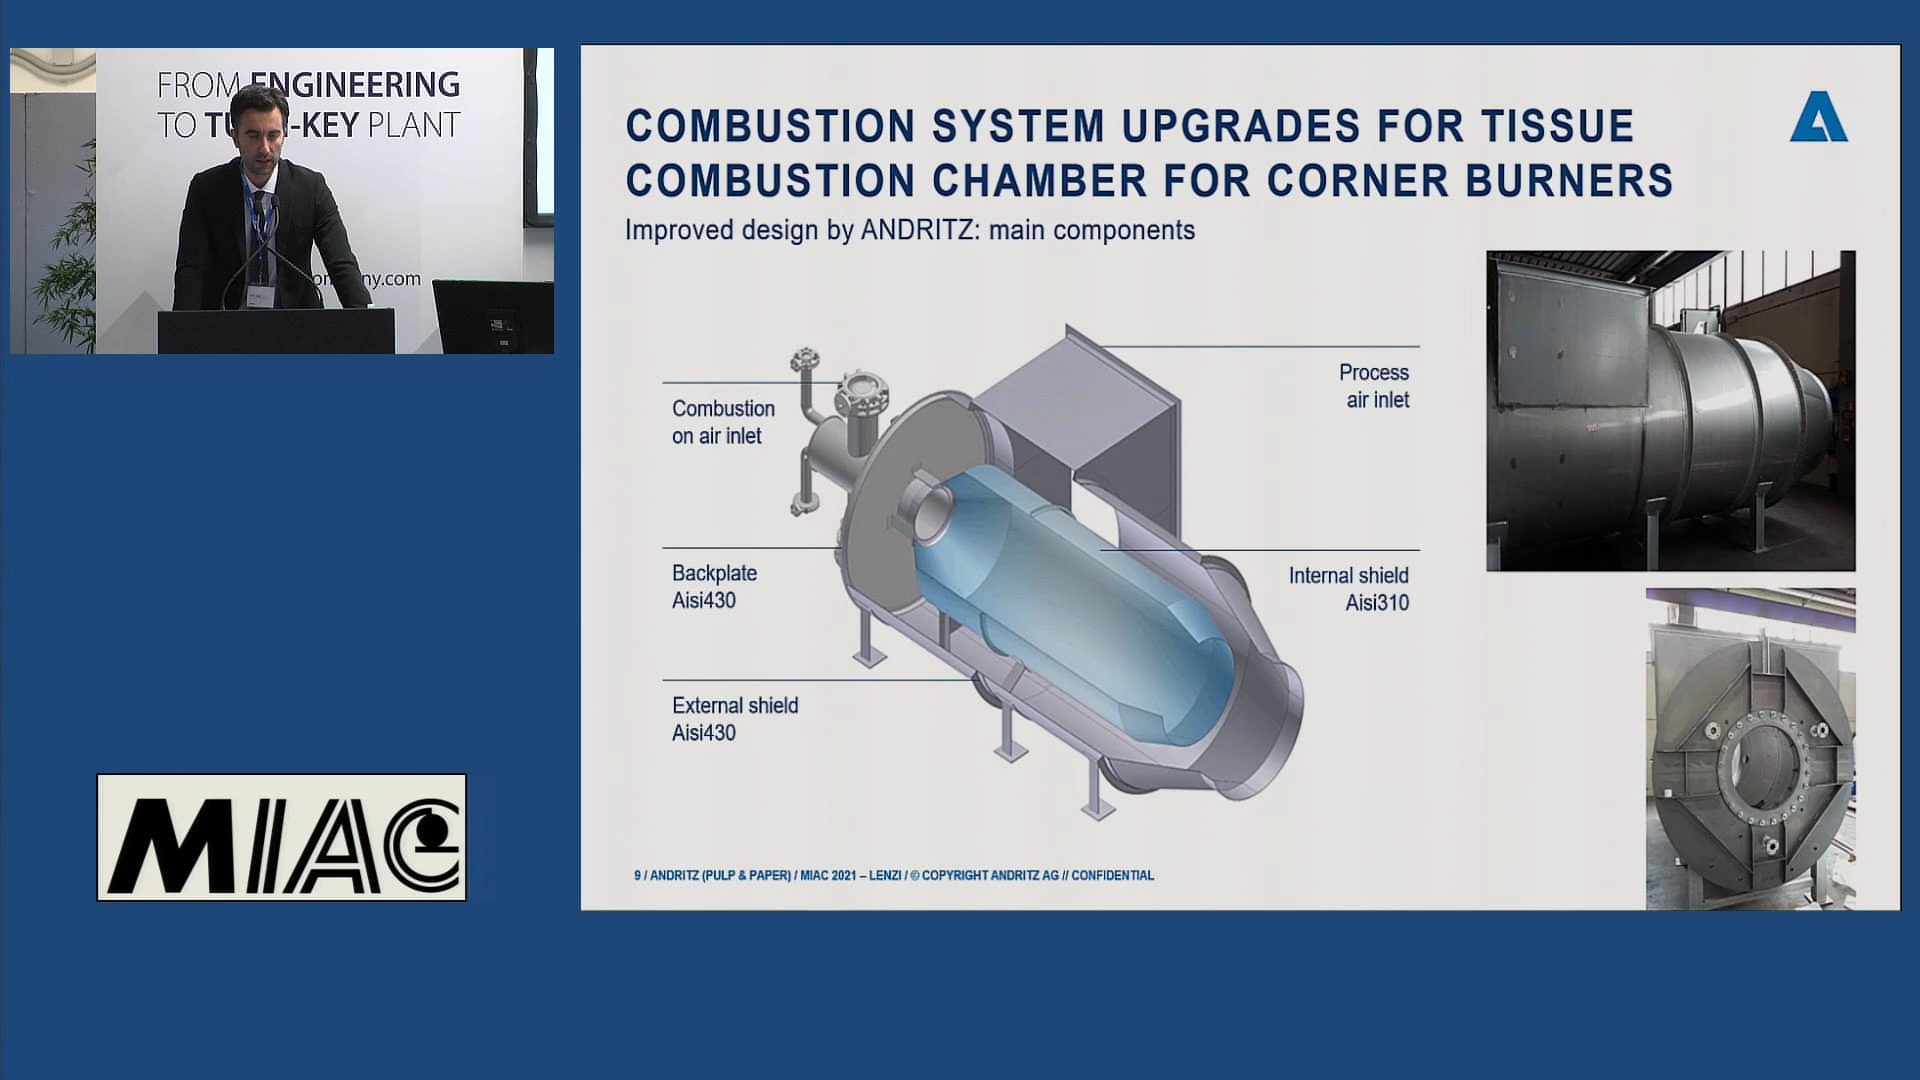 FROM ENGINEERING
TO -KEY PLANT
ny.com
MIAC
COMBUSTION SYSTEM UPGRADES FOR TISSUE
COMBUSTION CHAMBER FOR CORNER BURNERS
Improved design by ANDRITZ: main components
Combustion
on air inlet
Process
air inlet
Backplate
Aisi430
Internal shield
Aisi310
External shield
Aisi430
9 / ANDRITZ (PULP & PAPER) / MIAC 2021 – LENZI / © COPYRIGHT ANDRITZ AG // CONFIDENTIAL